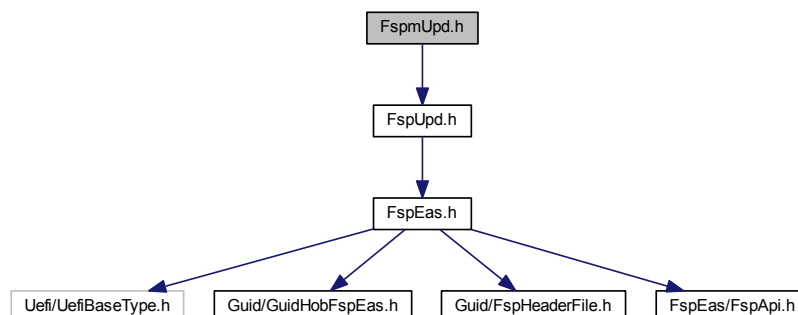 FspmUpd.h
FspUpd.h
FspEas.h
Uefi/UefiBaseType.h
Guid/GuidHobFspEas.h
Guid/FspHeaderFile.h
FspEas/FspApi.h